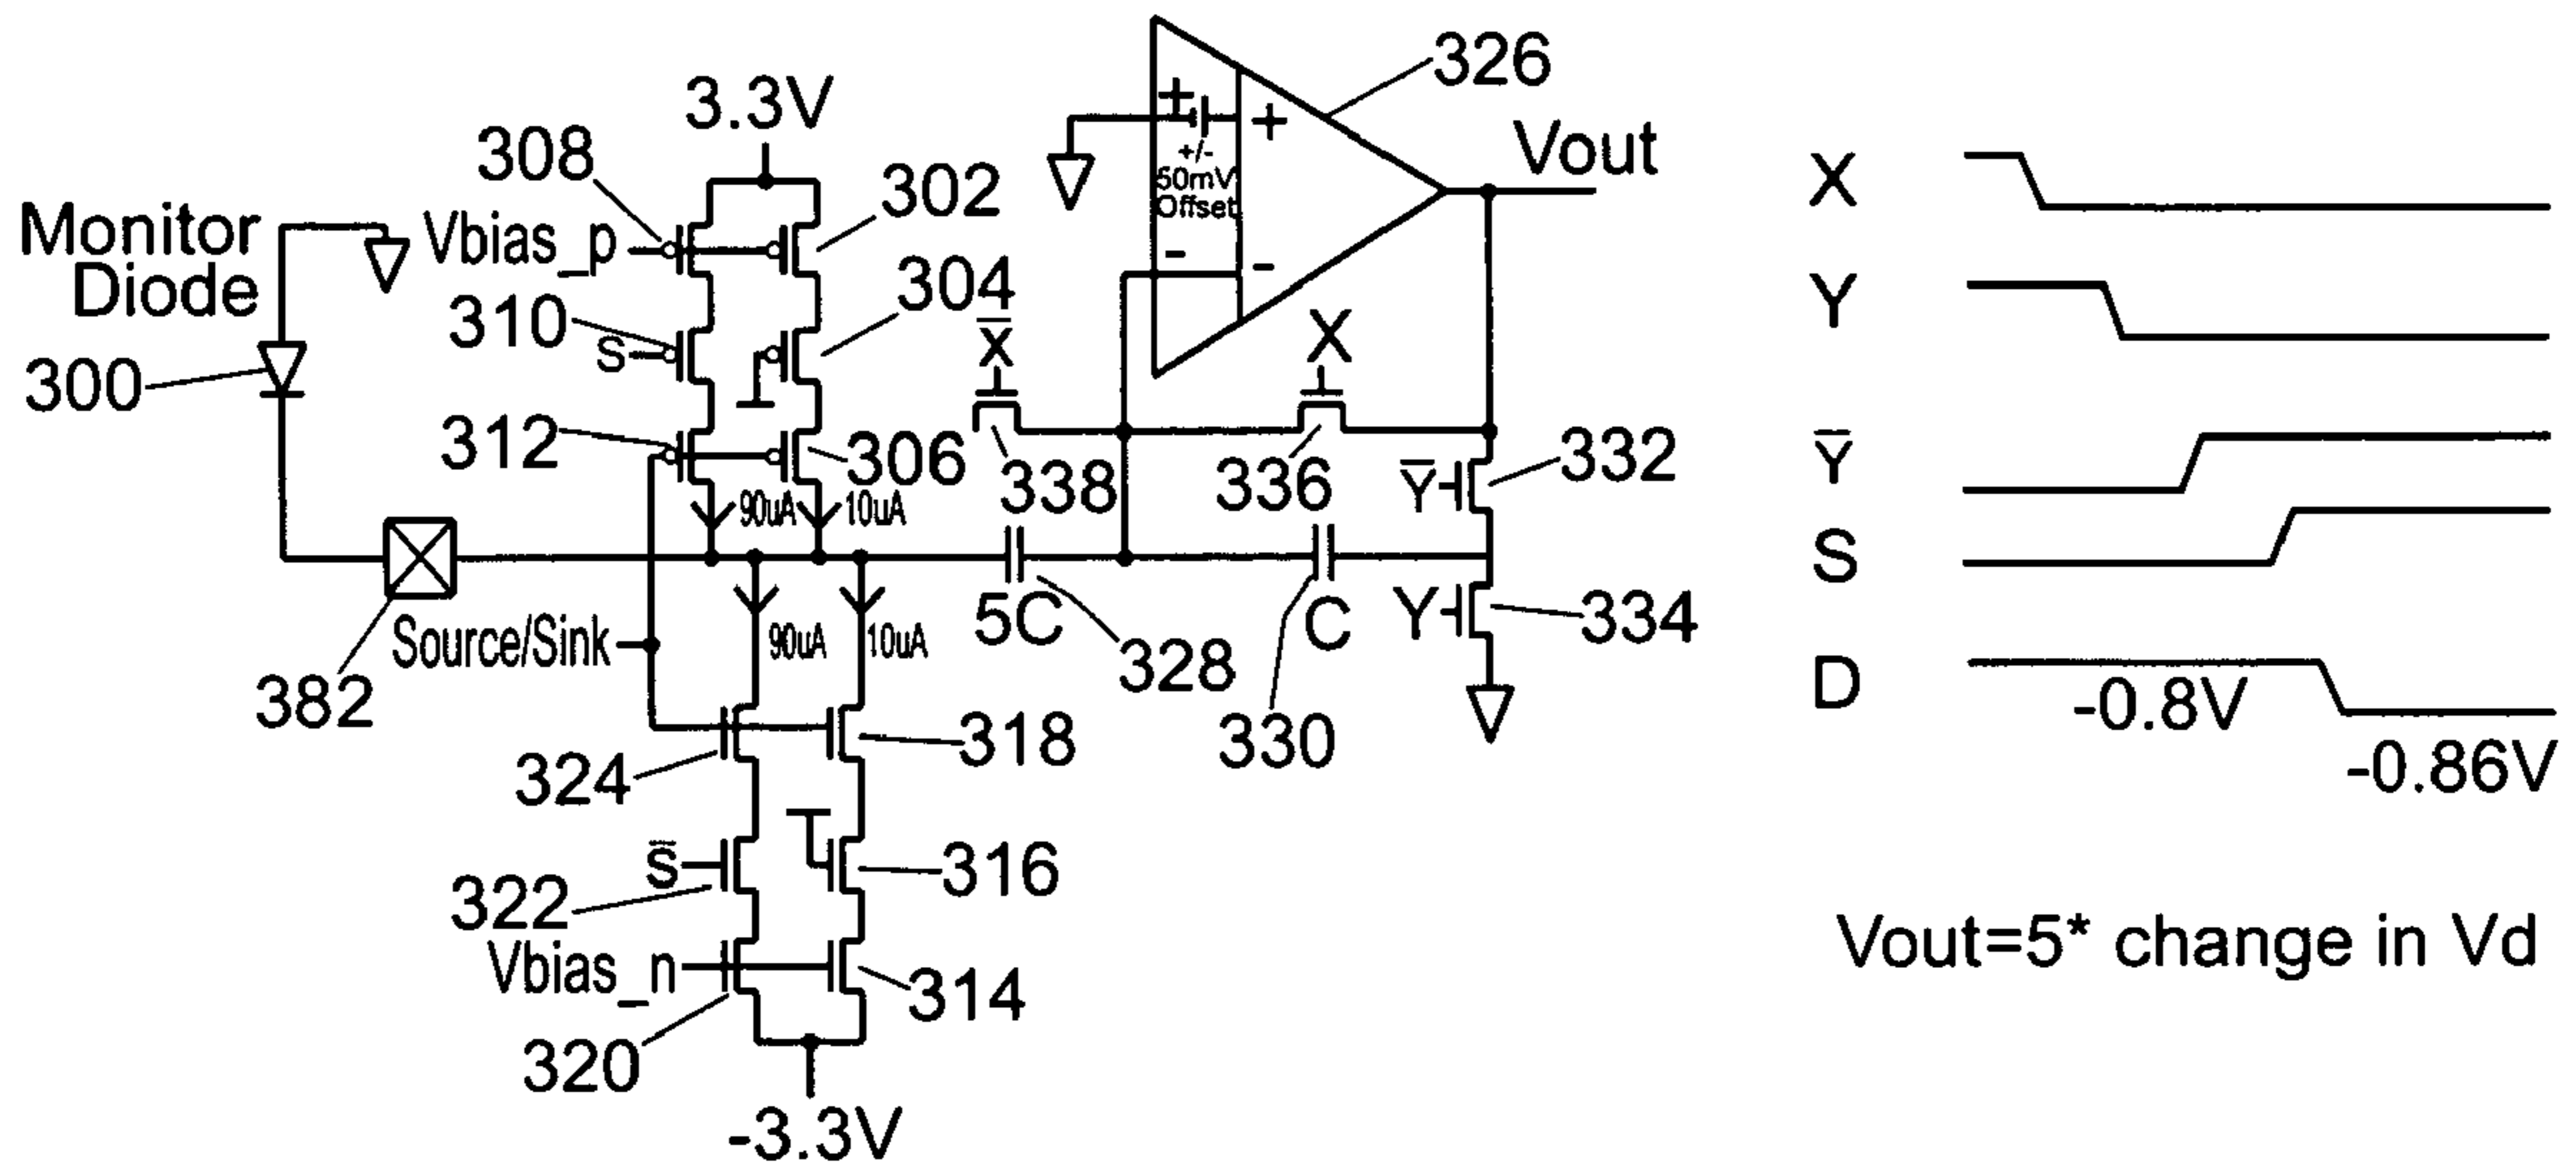 326
3.3V
Vout
308
302
Monitor
Diode
Vbias_p
+
+
+/-
50mV
Offset
-
-
304
310
S
X̄
X
300
312
306
338
336
Ȳ
332
90uA
10uA
Source/Sink
90uA
10uA
5C
328
C
330
Y
334
382
324
318
S̄
322
316
Vbias_n
320
314
-3.3V
X
Y
Ȳ
S
D
-0.8V
-0.86V
Vout=5* change in Vd